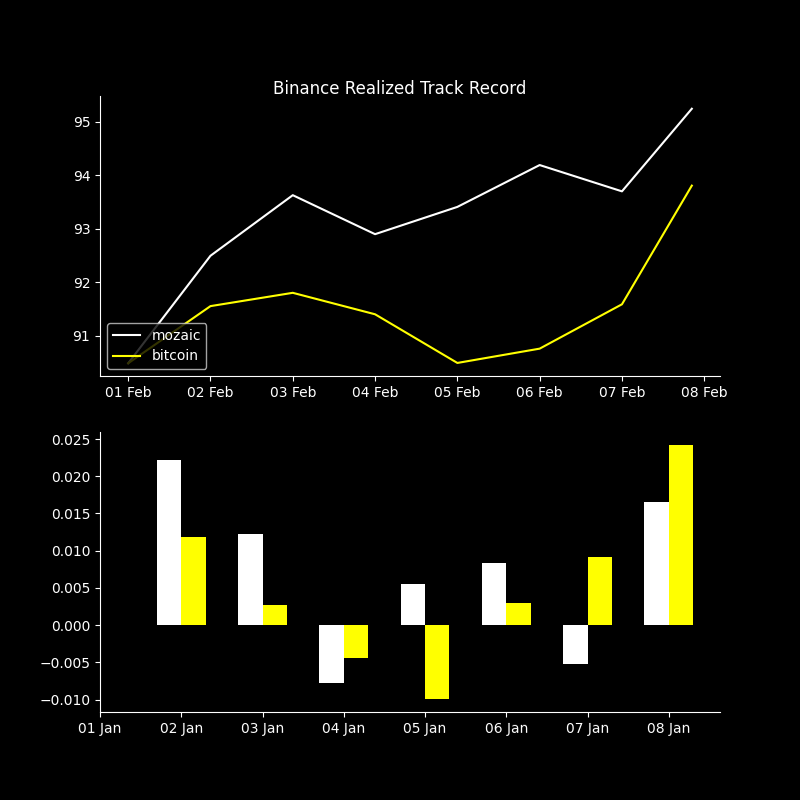 Binance Realized Track Record
95
94
93
92
91
mozaic
bitcoin
01 Feb 02 Feb 03 Feb 04 Feb 05 Feb 06 Feb 07 Feb 08 Feb
0.025
0.020
0.015
0.010
0.005
0.000
−0.005
−0.010
01 Jan 02 Jan 03 Jan 04 Jan 05 Jan 06 Jan 07 Jan 08 Jan